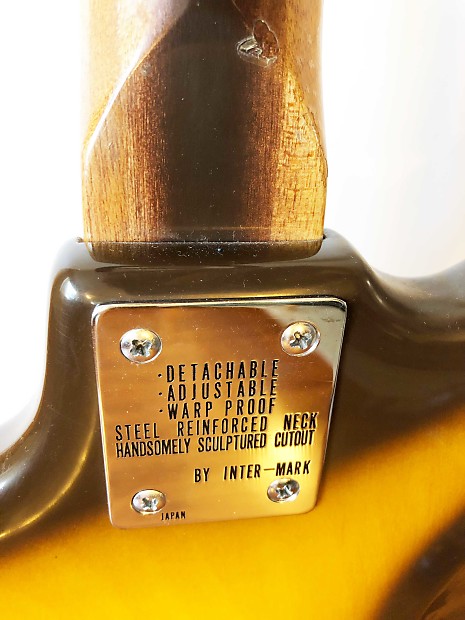 ·DETACHABLE
·ADJUSTABLE
·WARP PROOF
STEEL REINFORCED NECK
HANDSOMELY SCULPTURED CUTOUT
BY INTER-MARK
JAPAN